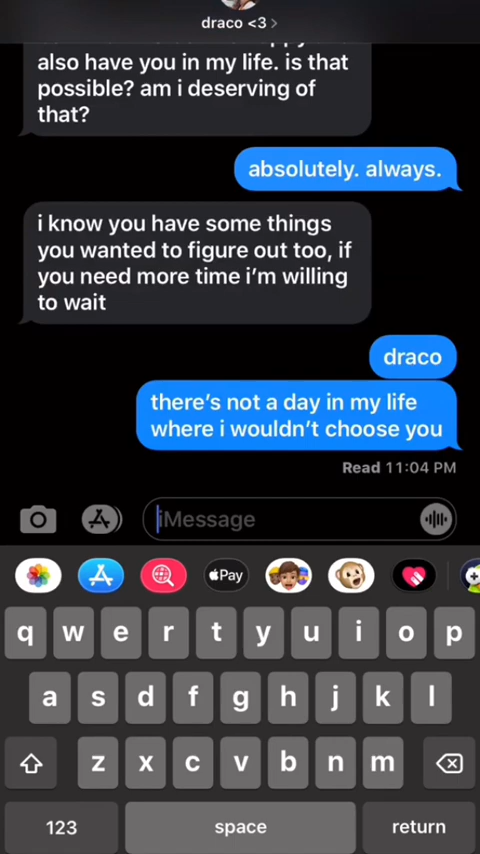 draco <3 >
also have you in my life. is that
possible? am i deserving of
that?
absolutely. always.
i know you have some things
you wanted to figure out too, if
you need more time i'm willing
to wait
draco
there's not a day in my life
where i wouldn't choose you
Read 11:04 PM
iMessage
Pay
q w e r t y u i o p
a s d f g h j k l
z x c v b n m
123 space return